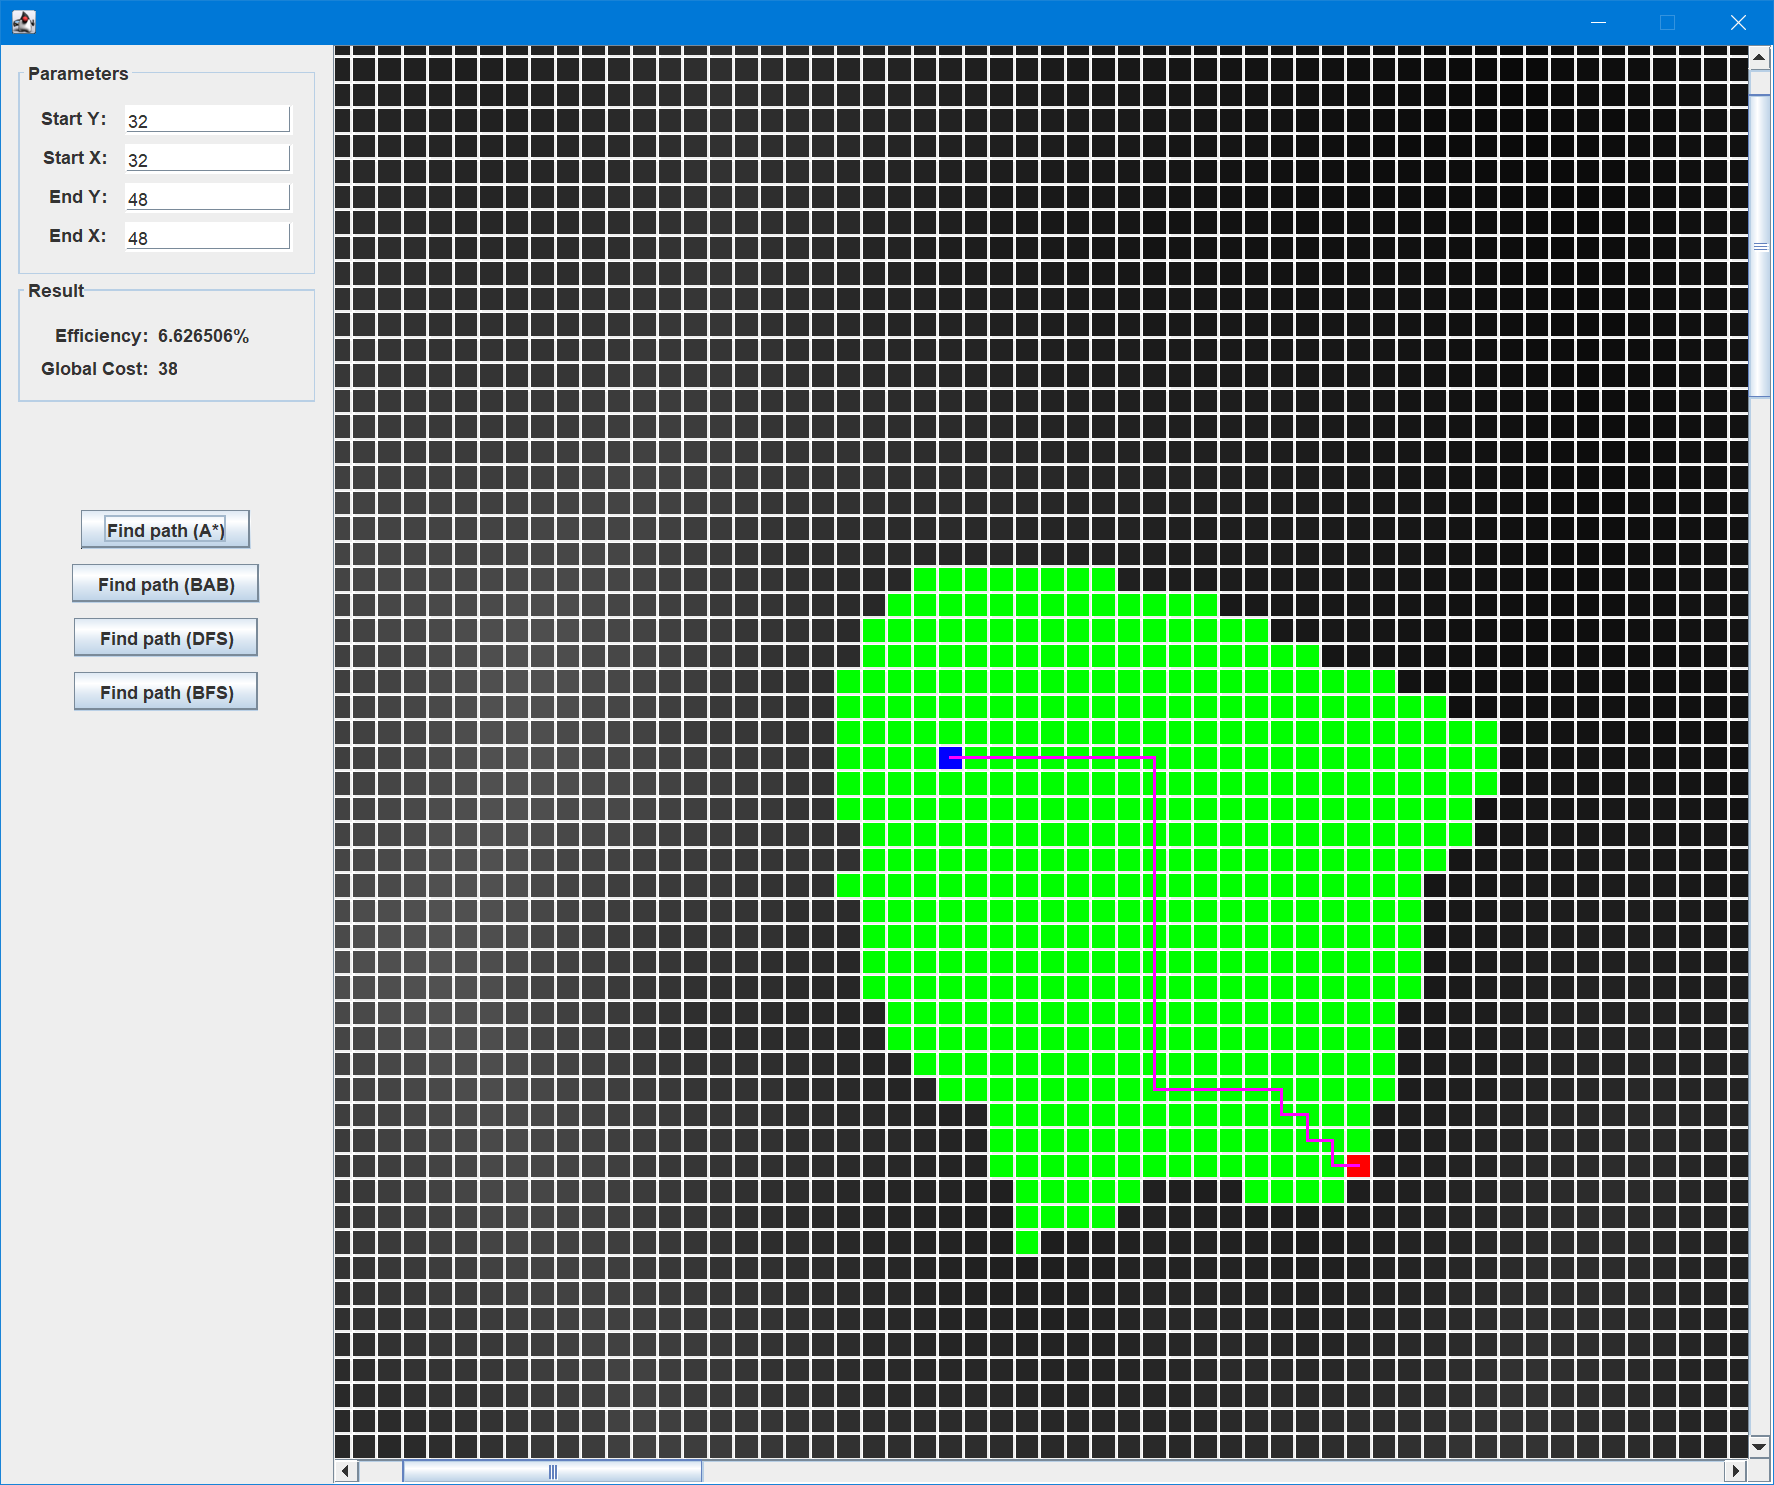 Parameters
Start Y: 32
Start X: 32
End Y: 48
End X: 48
Result
Efficiency: 6.626506%
Global Cost: 38
Find path (A*)
Find path (BAB)
Find path (DFS)
Find path (BFS)